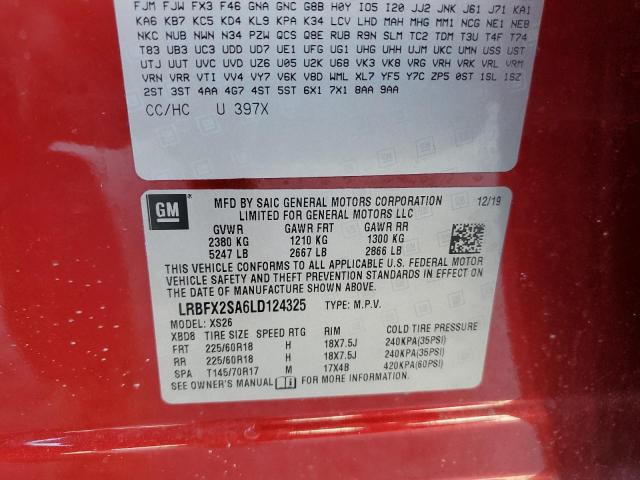 FJM FJW FX3 F46 GNA GNC G8B H0Y IO5 I20 JJ2 JNK J61 J71 KA1
KA6 KB7 KC5 KD4 KL9 KPA K34 LCV LHD MAH MHG MM1 NCG NE1 NE8
NKC NUB NWN N34 PZW QCS Q8E RUB R9N SLM TC2 TDM T3U T4F T74
T83 UB3 UC3 UDD UD7 UE1 UFG UG1 UHG UHH UJM UKC UMN USS UST
UTJ UUT UVC UVD UZ6 U05 U2K U68 VK3 VK8 VRG VRH VRK VRL VRM
VRN VRR VTI VV4 VY7 V6K V8D WML XL7 YF5 Y7C ZP5 0ST 1SL 1SZ
2ST 3ST 4AA 4G7 4ST 5ST 6X1 7X1 8AA 9AA
CC/HC U 397X
GM
MFD BY SAIC GENERAL MOTORS CORPORATION 12/19
LIMITED FOR GENERAL MOTORS LLC
GVWR GAWR FRT GAWR RR
2380 KG 1210 KG 1300 KG
5247 LB 2667 LB 2866 LB
THIS VEHICLE CONFORMS TO ALL APPLICABLE U.S. FEDERAL MOTOR
VEHICLE SAFETY AND THEFT PREVENTION STANDARDS IN EFFECT ON
THE DATE OF MANUFACTURE SHOWN ABOVE.
LRBFX2SA6LD124325 TYPE: M.P.V.
MODEL: XS26
XBD8 TIRE SIZE SPEED RTG RIM COLD TIRE PRESSURE
FRT 225/60R18 H 18X7.5J 240KPA(35PSI)
RR 225/60R18 H 18X7.5J 240KPA(35PSI)
SPA T145/70R17 M 17X4B 420KPA(60PSI)
SEE OWNER'S MANUAL FOR MORE INFORMATION.